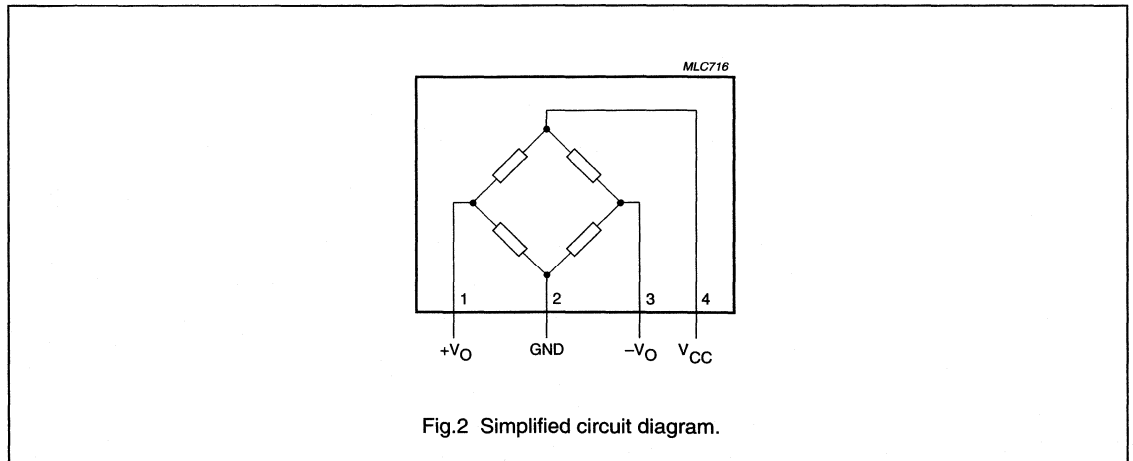 MLC716
1 2 3 4
+VO GND –VO VCC
Fig.2 Simplified circuit diagram.